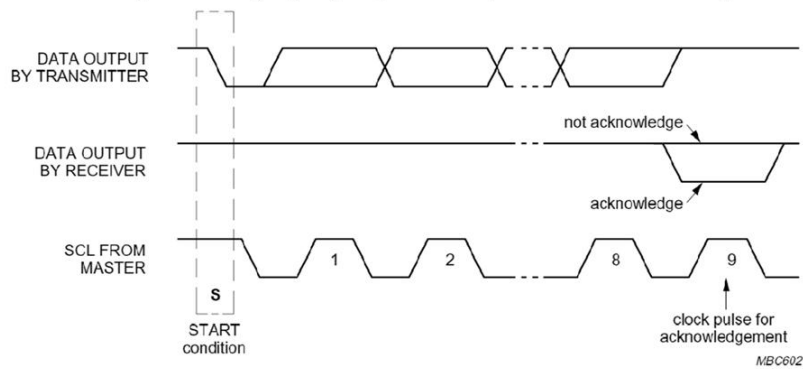 DATA OUTPUT
BY TRANSMITTER
not acknowledge
DATA OUTPUT
BY RECEIVER
acknowledge
SCL FROM
MASTER
1
2
8
9
S
START
condition
clock pulse for
acknowledgement
MBC602